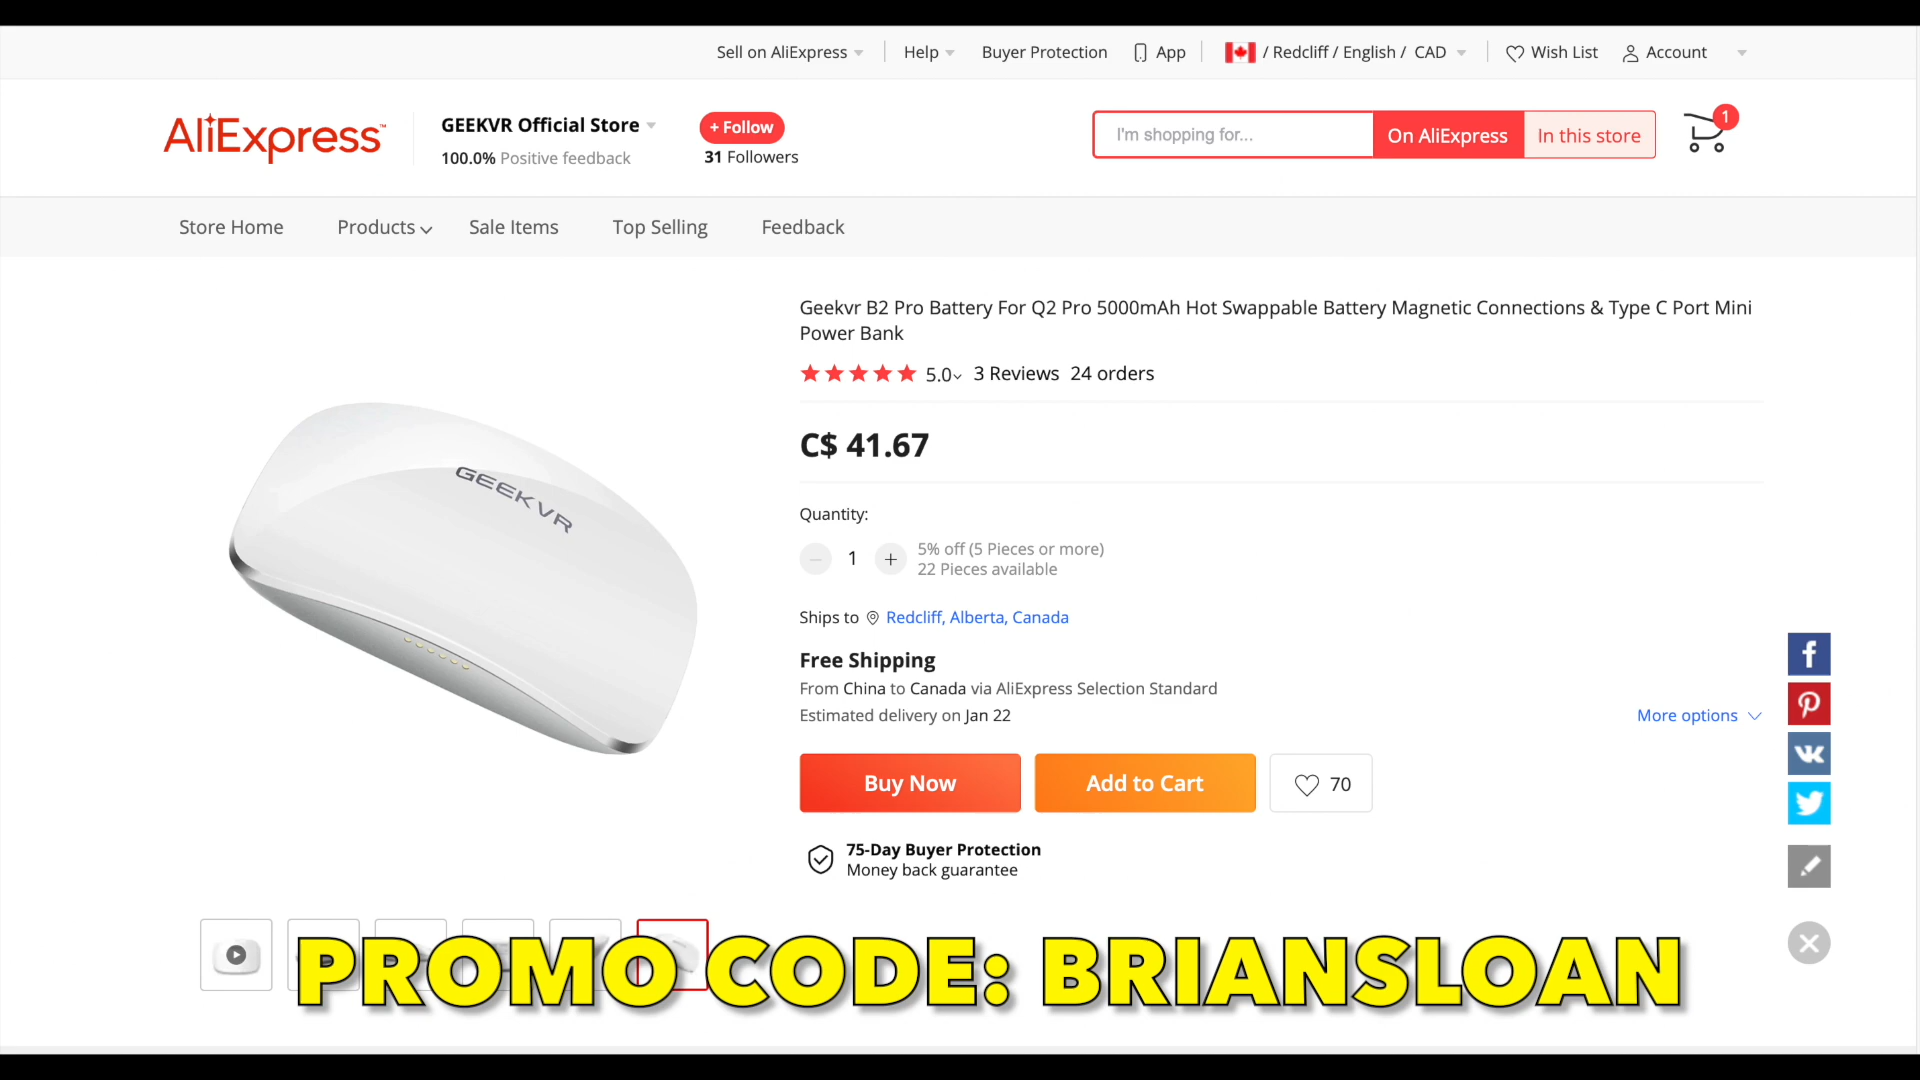 Sell on AliExpress
Help
Buyer Protection
App
/ Redcliff / English / CAD
Wish List
Account
AliExpress™
GEEKVR Official Store
100.0% Positive feedback
+ Follow
31 Followers
I'm shopping for...
On AliExpress
In this store
1
Store Home
Products
Sale Items
Top Selling
Feedback
Geekvr B2 Pro Battery For Q2 Pro 5000mAh Hot Swappable Battery Magnetic Connections & Type C Port Mini
Power Bank
5.0
3 Reviews
24 orders
C$ 41.67
Quantity:
1
5% off (5 Pieces or more)
22 Pieces available
Ships to
Redcliff, Alberta, Canada
Free Shipping
From China to Canada via AliExpress Selection Standard
Estimated delivery on Jan 22
More options
Buy Now
Add to Cart
70
75-Day Buyer Protection
Money back guarantee
GEEKVR
PROMO CODE: BRIANSLOAN